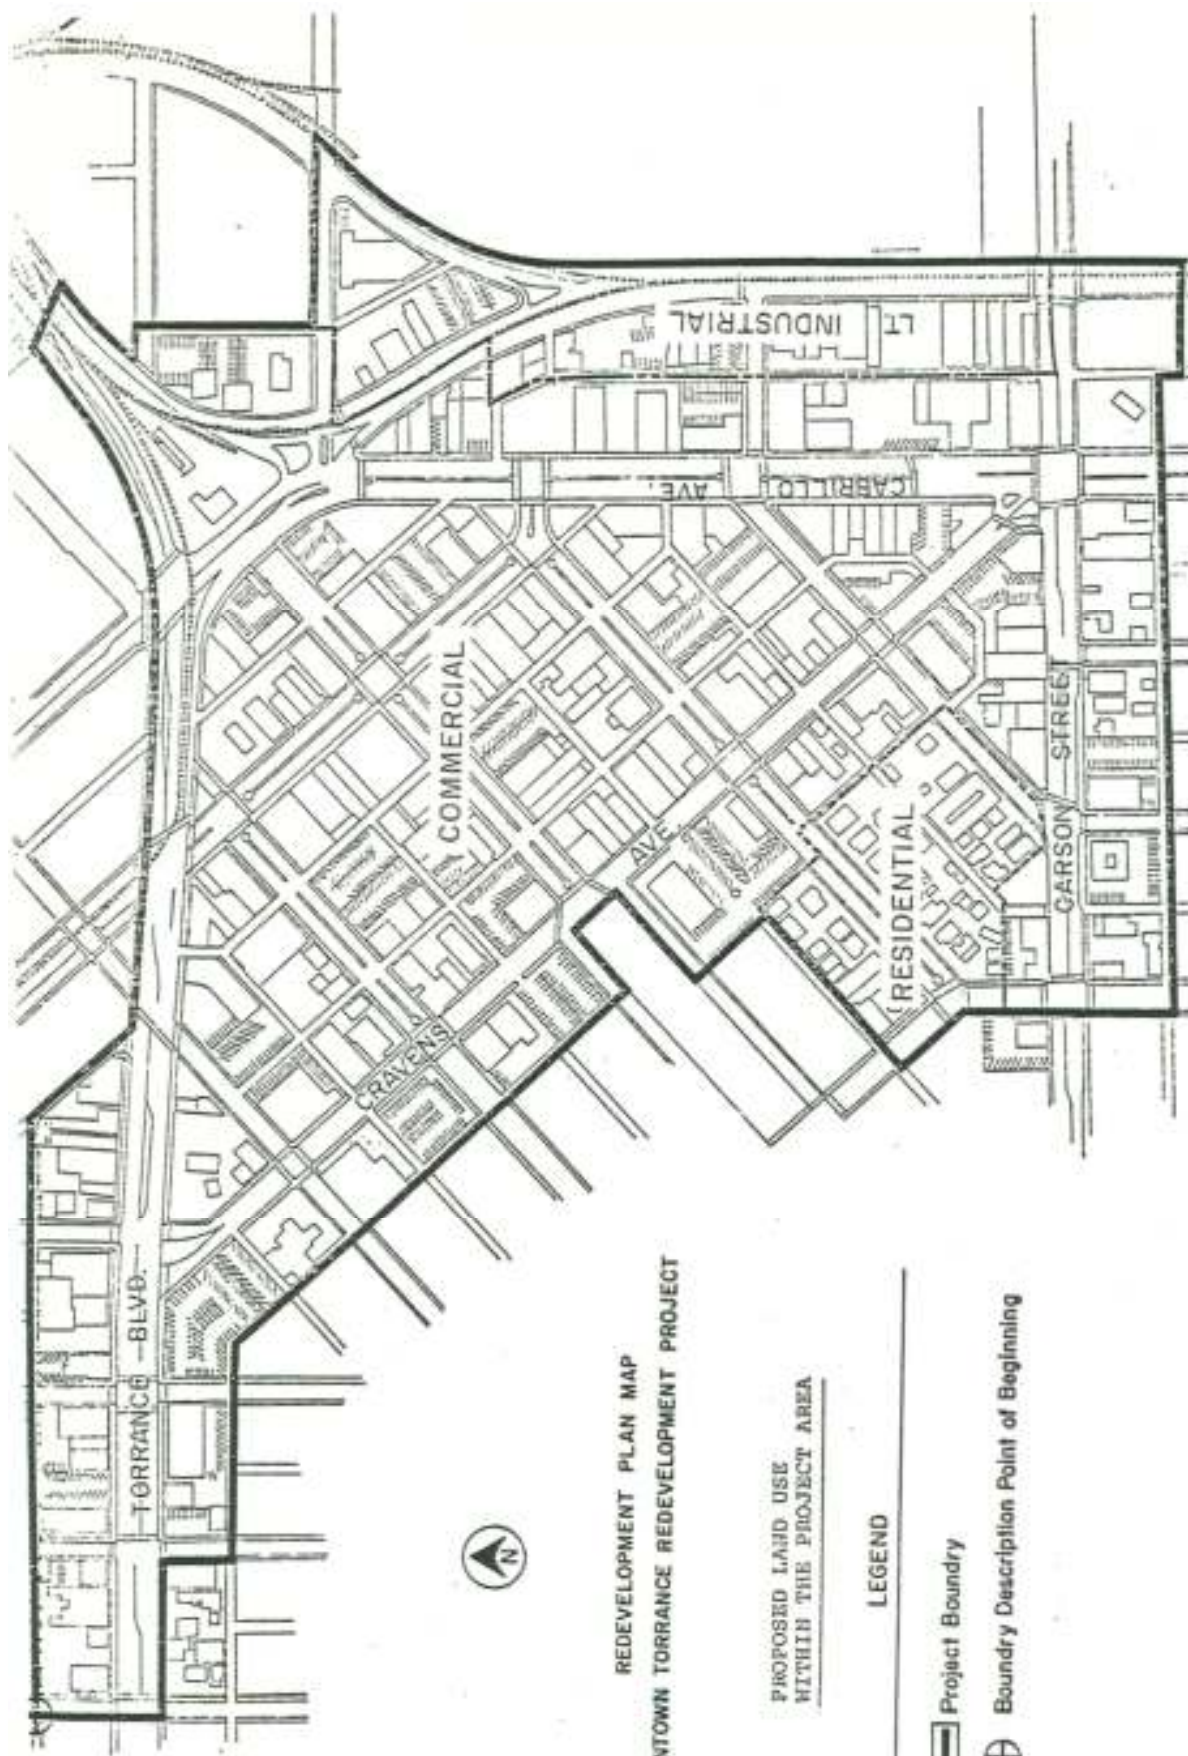 LT.
INDUSTRIAL
CABRILLO
AVE.
COMMERCIAL
AVE.
CRAVENS
RESIDENTIAL
CARSON
STREET
TORRANCE
BLVD.
N
REDEVELOPMENT PLAN MAP
NTOWN TORRANCE REDEVELOPMENT PROJECT
PROPOSED LAND USE
WITHIN THE PROJECT AREA
LEGEND
Project Boundry
Boundry Description Point of Beginning